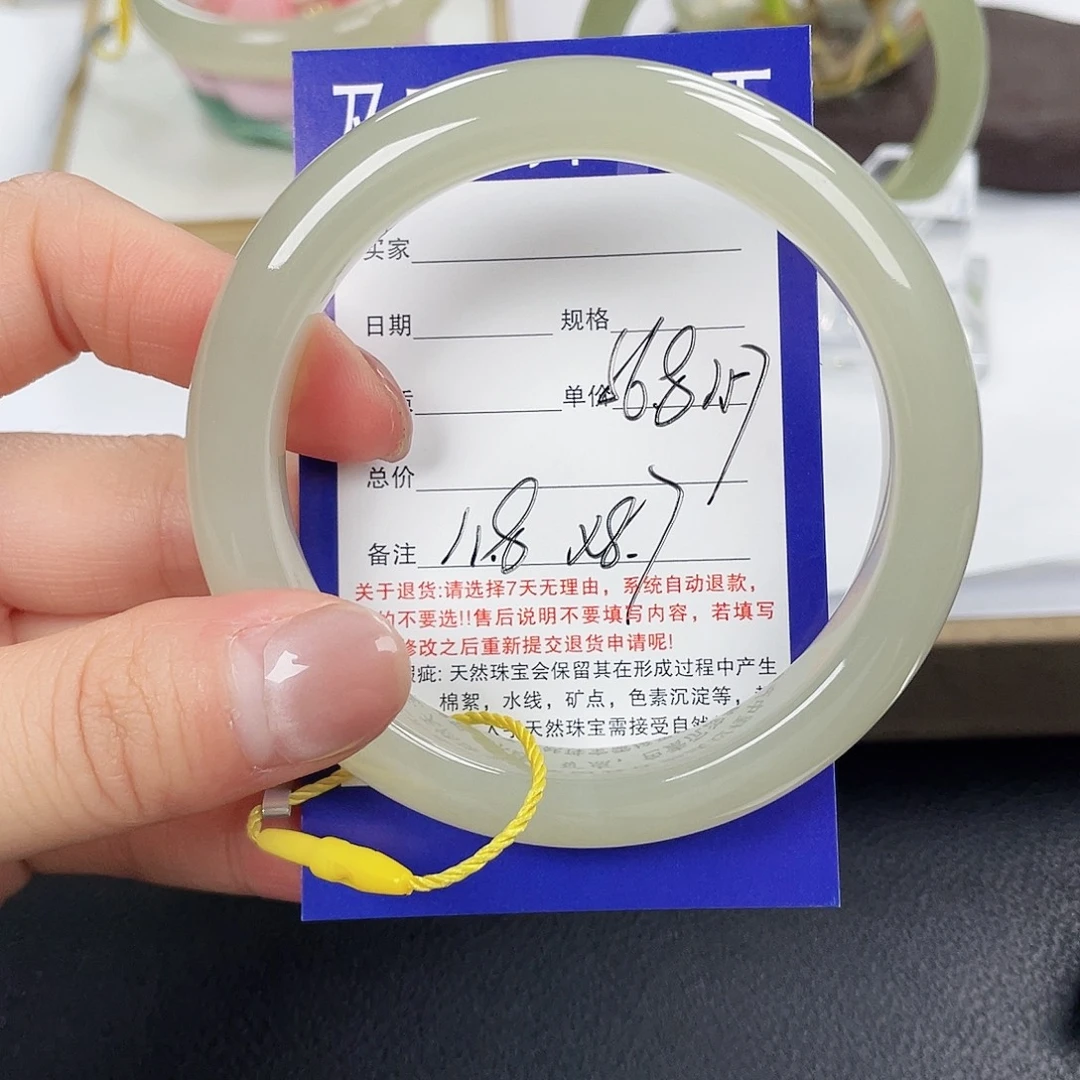 买家
日期 规格
单价 56.8
总价
备注 11.8 x8.7
关于退货:请选择7天无理由，系统自动退款，
不要选!!售后说明不要填写内容，若填写
修改之后重新提交退货申请呢!
瑕疵: 天然珠宝会保留其在形成过程中产生
棉絮，水线，矿点，色素沉淀等，
天然珠宝需接受自然